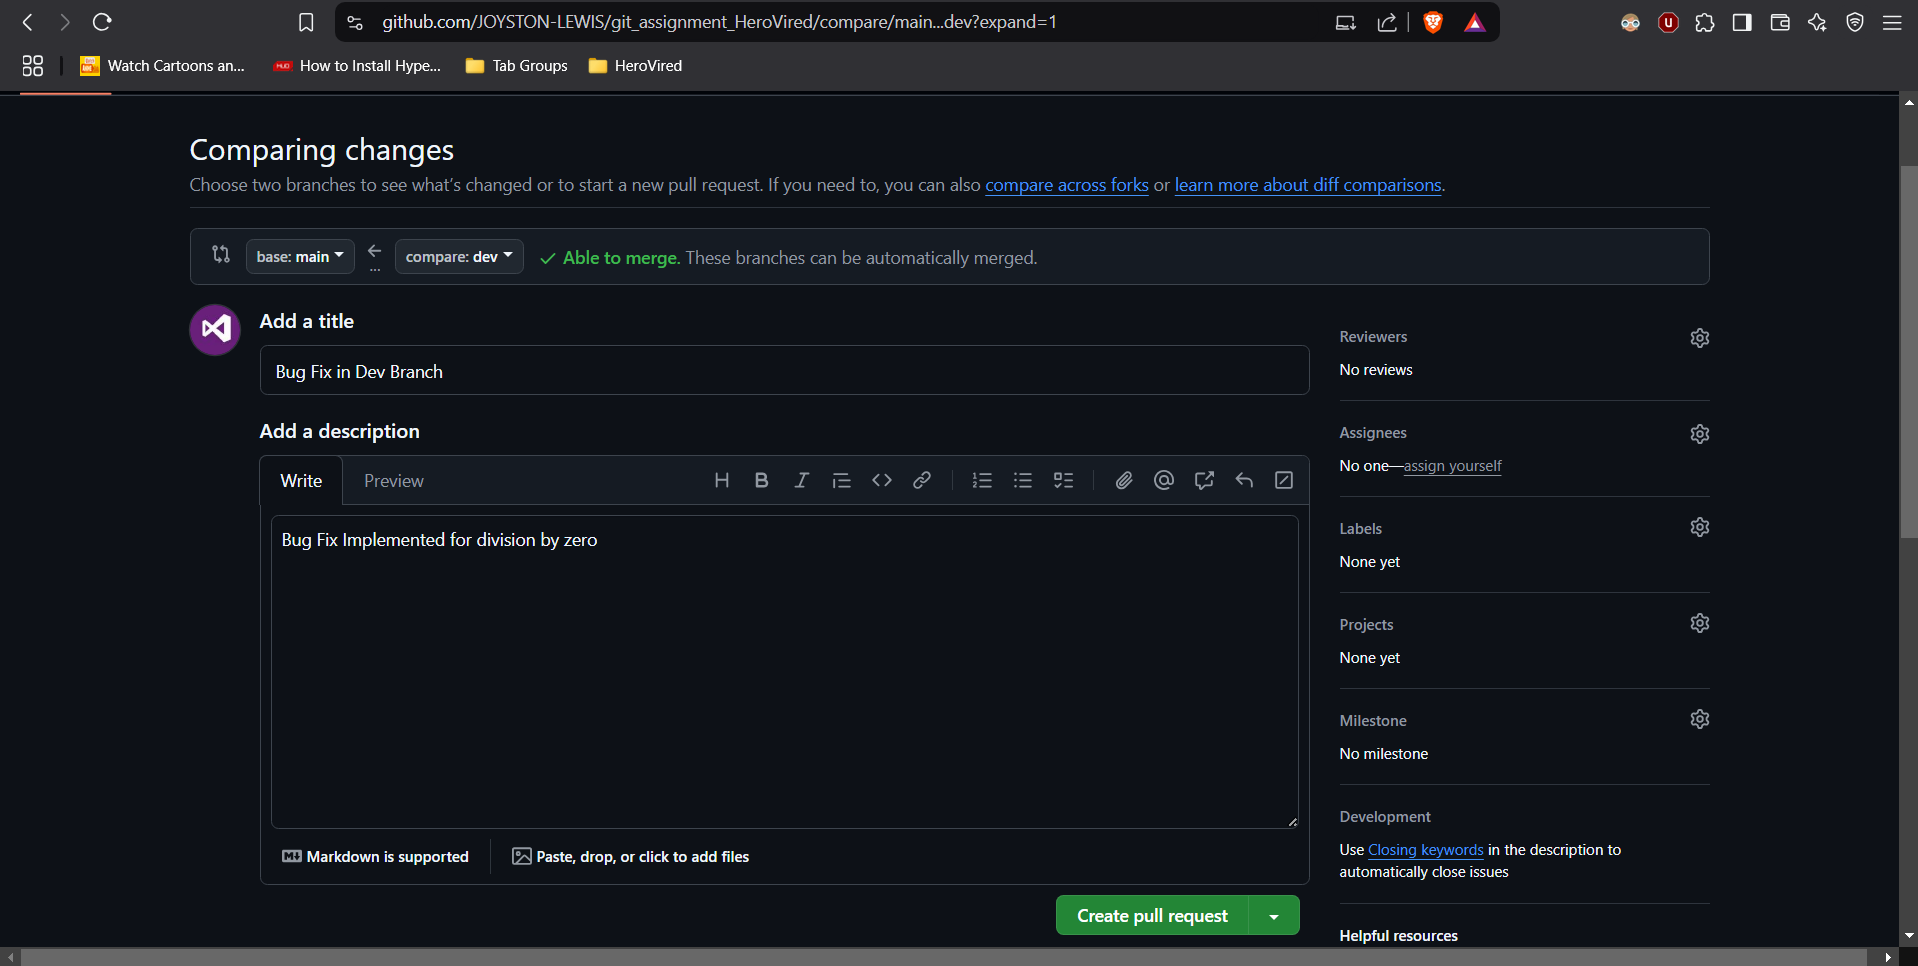 github.com/JOYSTON-LEWIS/git_assignment_HeroVired/compare/main...dev?expand=1
U
Watch Cartoons an... How to Install Hype... Tab Groups HeroVired
Comparing changes
Choose two branches to see what's changed or to start a new pull request. If you need to, you can also compare across forks or learn more about diff comparisons.
base: main ... compare: dev Able to merge. These branches can be automatically merged.
Add a title
Bug Fix in Dev Branch
Add a description
Write Preview
Bug Fix Implemented for division by zero
Markdown is supported Paste, drop, or click to add files
Create pull request
Reviewers
No reviews
Assignees
No one—assign yourself
Labels
None yet
Projects
None yet
Milestone
No milestone
Development
Use Closing keywords in the description to
automatically close issues
Helpful resources